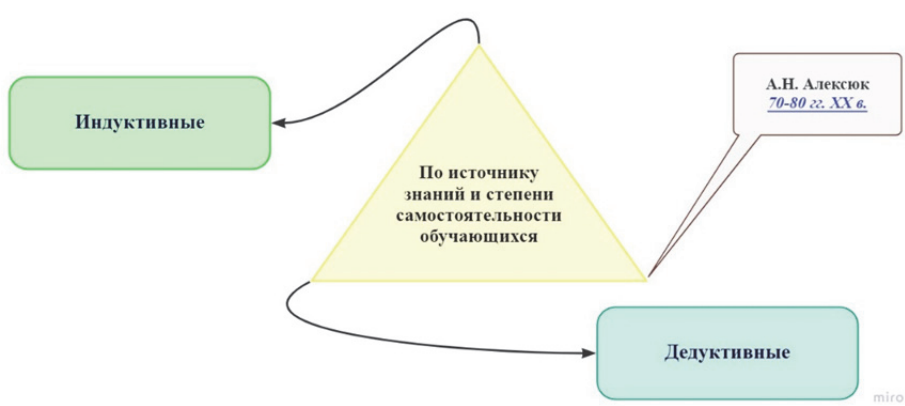 А.Н. Алексюк
70-80 гг. XX в.
Индуктивные
По источнику
знаний и степени
самостоятельности
обучающихся
Дедуктивные
miro